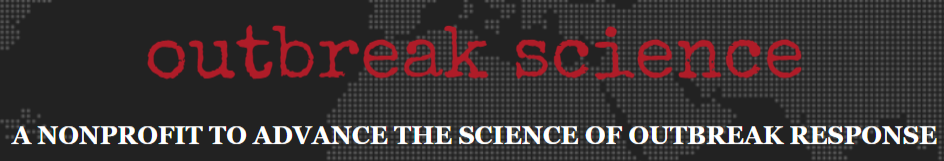 outbreak science
A NONPROFIT TO ADVANCE THE SCIENCE OF OUTBREAK RESPONSE